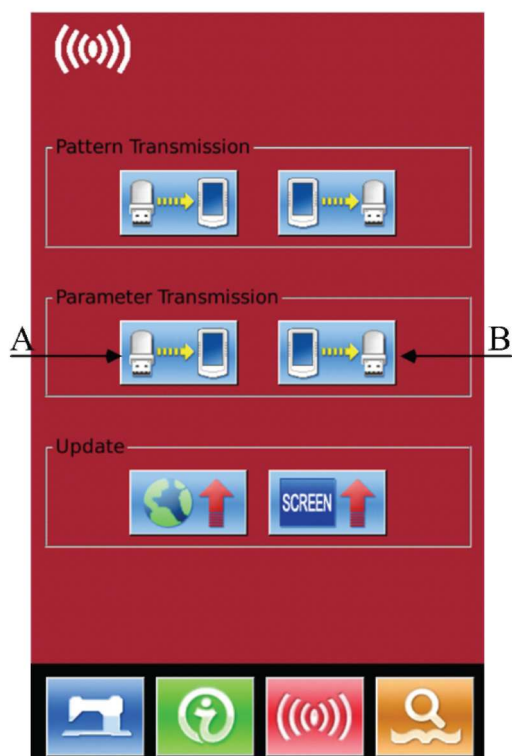 Pattern Transmission
Parameter Transmission
A B
Update
SCREEN